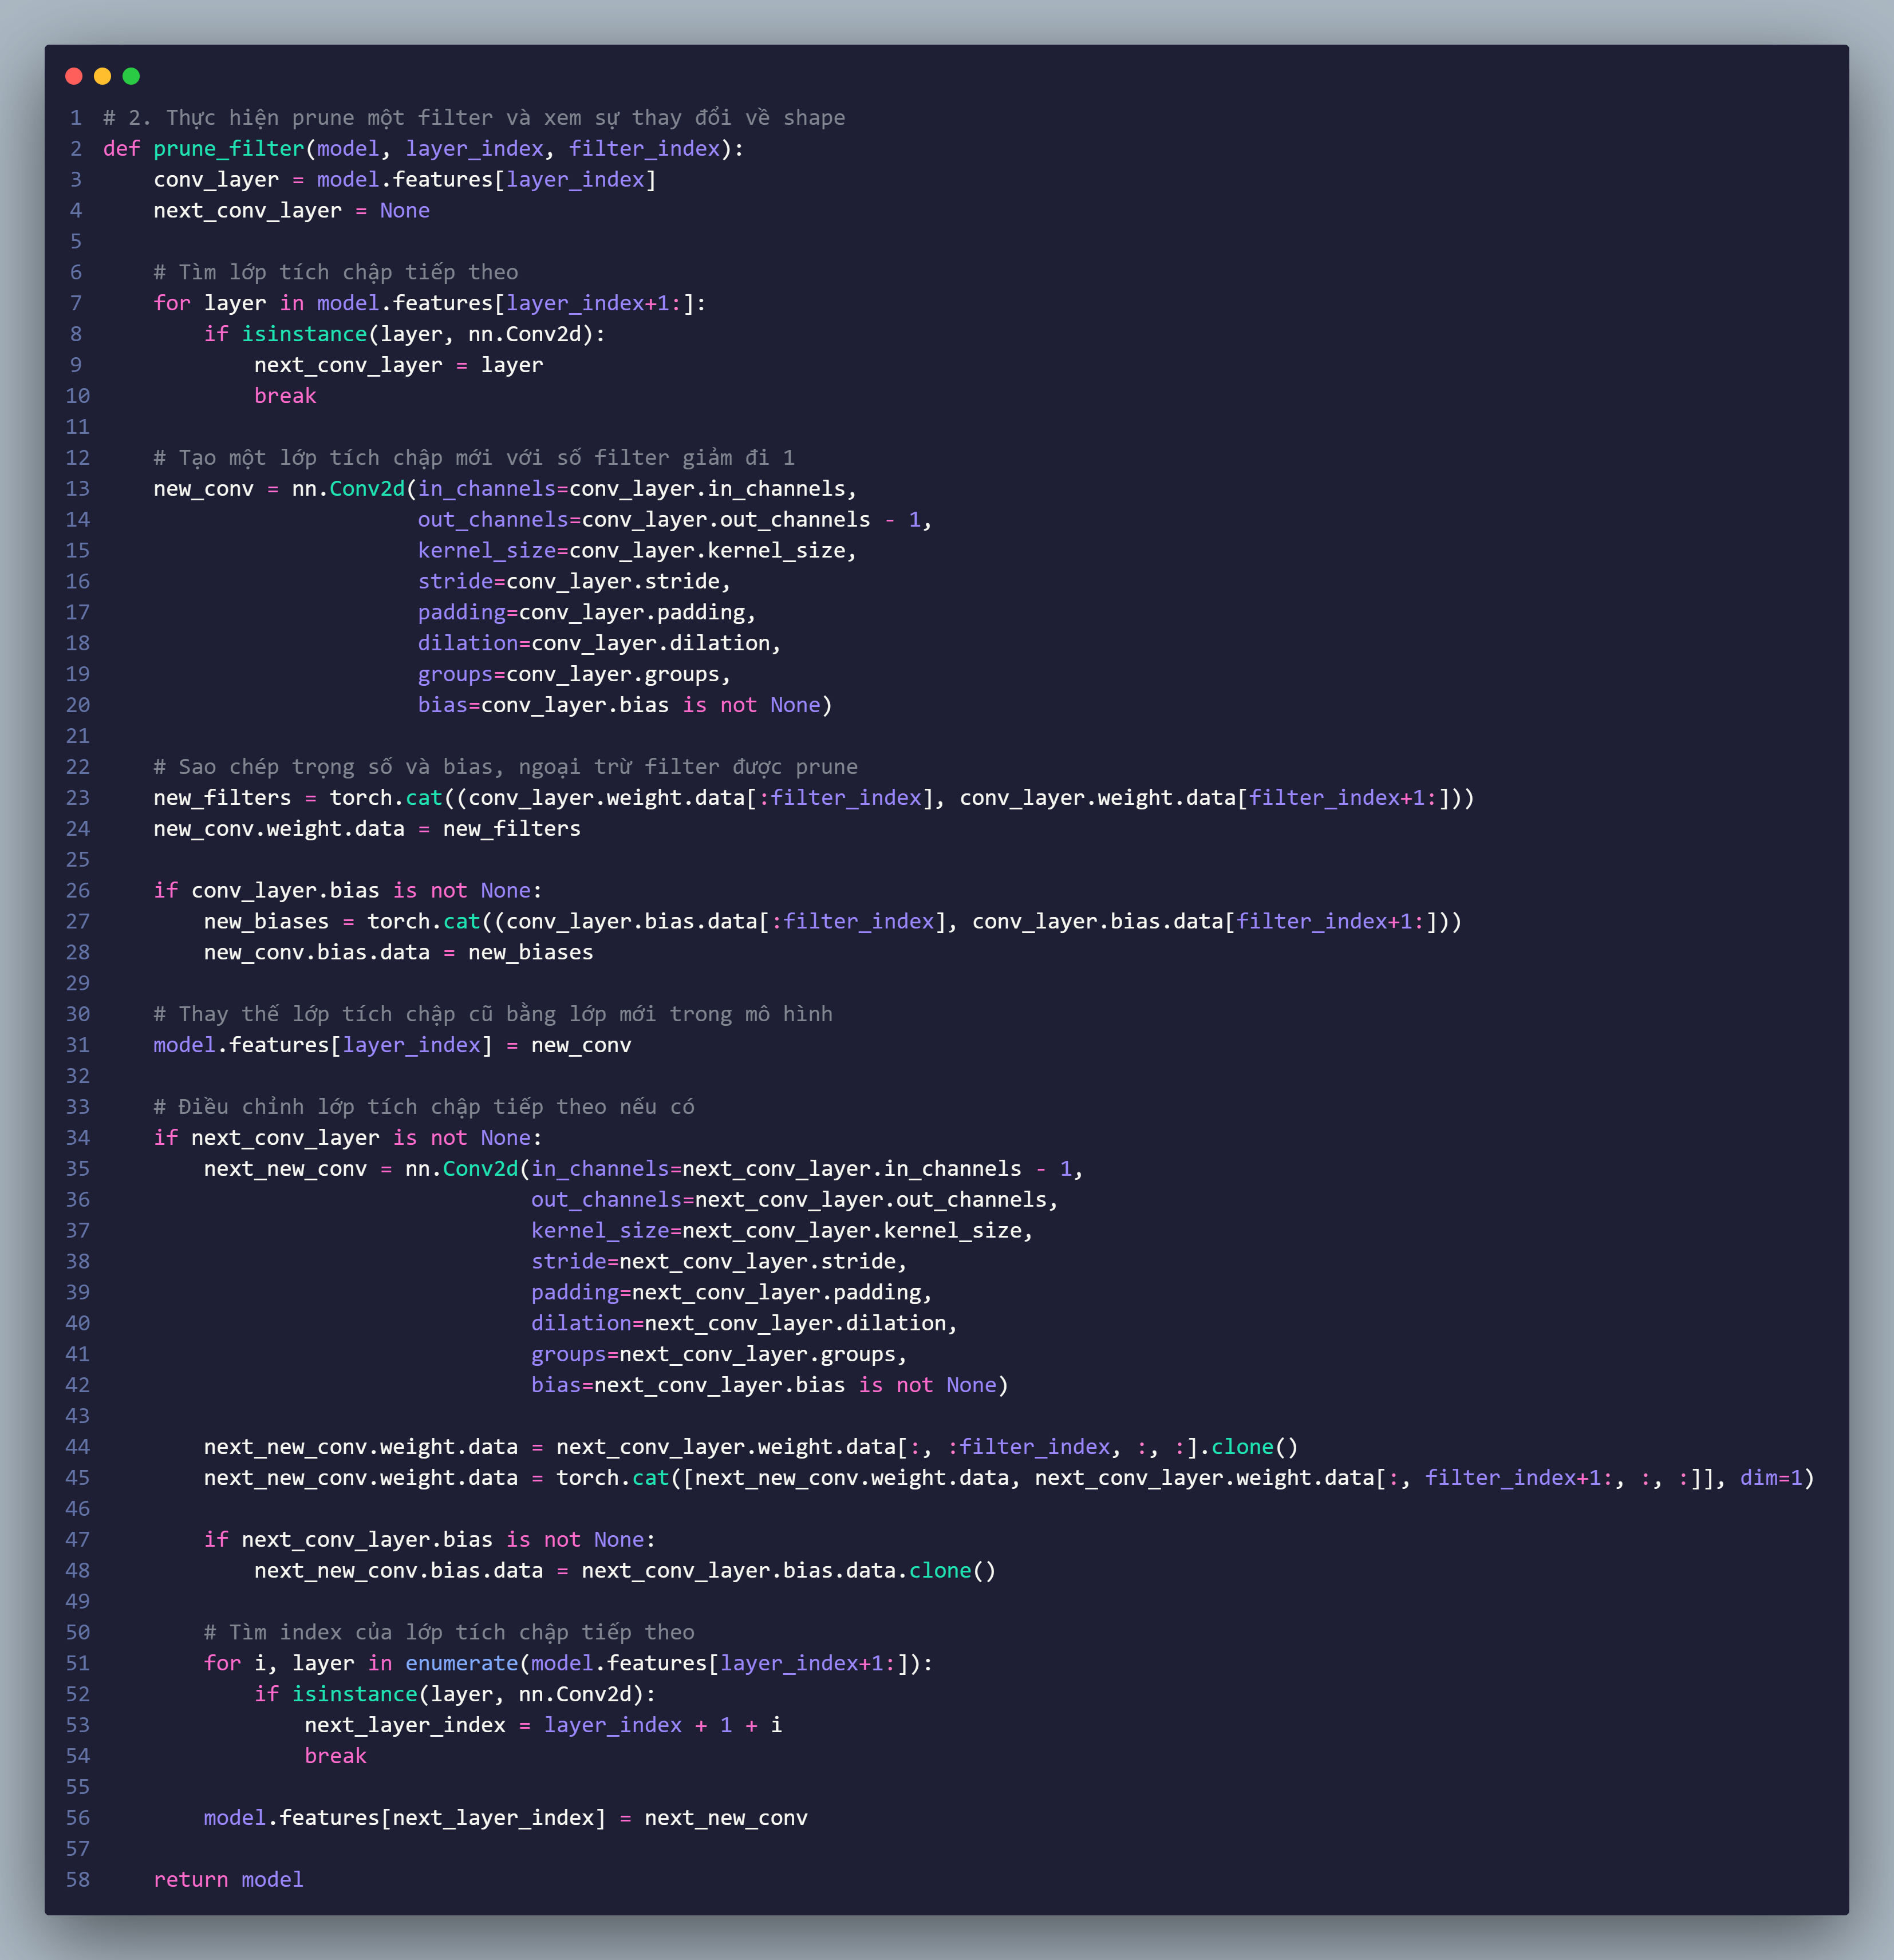 1 # 2. Thực hiện prune một filter và xem sự thay đổi về shape
2 def prune_filter(model, layer_index, filter_index):
3     conv_layer = model.features[layer_index]
4     next_conv_layer = None
5
6     # Tìm lớp tích chập tiếp theo
7     for layer in model.features[layer_index+1:]:
8         if isinstance(layer, nn.Conv2d):
9             next_conv_layer = layer
10             break
11
12     # Tạo một lớp tích chập mới với số filter giảm đi 1
13     new_conv = nn.Conv2d(in_channels=conv_layer.in_channels,
14                          out_channels=conv_layer.out_channels - 1,
15                          kernel_size=conv_layer.kernel_size,
16                          stride=conv_layer.stride,
17                          padding=conv_layer.padding,
18                          dilation=conv_layer.dilation,
19                          groups=conv_layer.groups,
20                          bias=conv_layer.bias is not None)
21
22     # Sao chép trọng số và bias, ngoại trừ filter được prune
23     new_filters = torch.cat((conv_layer.weight.data[:filter_index], conv_layer.weight.data[filter_index+1:]))
24     new_conv.weight.data = new_filters
25
26     if conv_layer.bias is not None:
27         new_biases = torch.cat((conv_layer.bias.data[:filter_index], conv_layer.bias.data[filter_index+1:]))
28         new_conv.bias.data = new_biases
29
30     # Thay thế lớp tích chập cũ bằng lớp mới trong mô hình
31     model.features[layer_index] = new_conv
32
33     # Điều chỉnh lớp tích chập tiếp theo nếu có
34     if next_conv_layer is not None:
35         next_new_conv = nn.Conv2d(in_channels=next_conv_layer.in_channels - 1,
36                                   out_channels=next_conv_layer.out_channels,
37                                   kernel_size=next_conv_layer.kernel_size,
38                                   stride=next_conv_layer.stride,
39                                   padding=next_conv_layer.padding,
40                                   dilation=next_conv_layer.dilation,
41                                   groups=next_conv_layer.groups,
42                                   bias=next_conv_layer.bias is not None)
43
44         next_new_conv.weight.data = next_conv_layer.weight.data[:, :filter_index, :, :].clone()
45         next_new_conv.weight.data = torch.cat([next_new_conv.weight.data, next_conv_layer.weight.data[:, filter_index+1:, :, :]], dim=1)
46
47         if next_conv_layer.bias is not None:
48             next_new_conv.bias.data = next_conv_layer.bias.data.clone()
49
50         # Tìm index của lớp tích chập tiếp theo
51         for i, layer in enumerate(model.features[layer_index+1:]):
52             if isinstance(layer, nn.Conv2d):
53                 next_layer_index = layer_index + 1 + i
54                 break
55
56         model.features[next_layer_index] = next_new_conv
57
58     return model